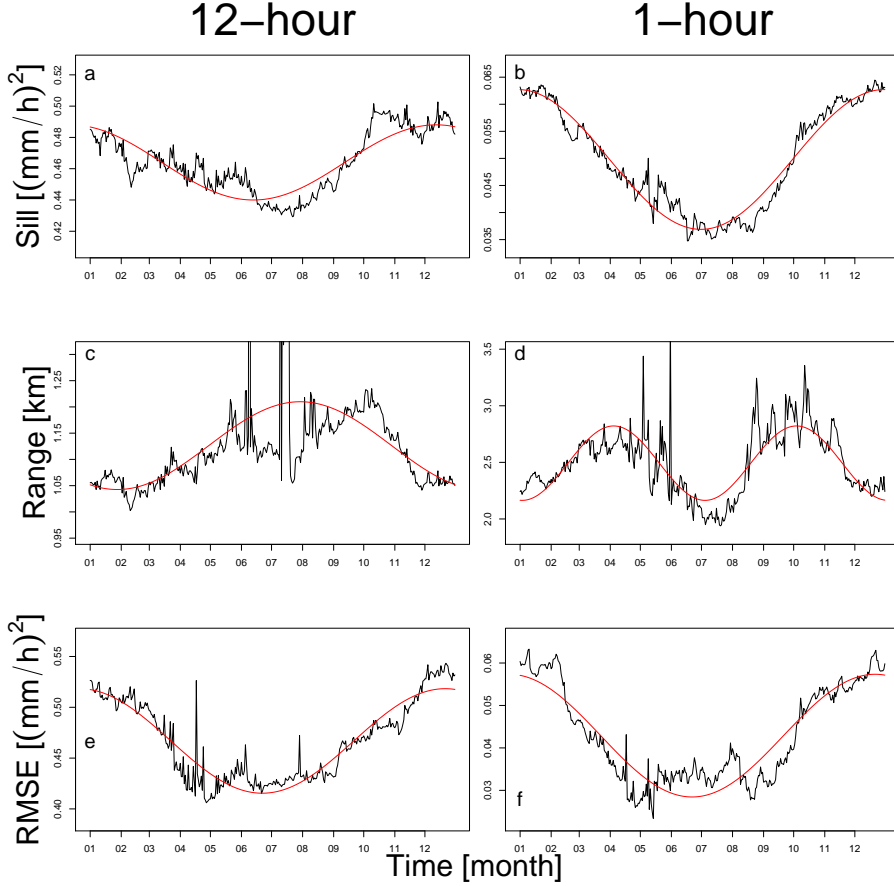 12−hour 1−hour
a
Sill [(mm/h)²]
0.42 0.44 0.46 0.48 0.50 0.52
01 02 03 04 05 06 07 08 09 10 11 12
b
0.035 0.045 0.055 0.065
01 02 03 04 05 06 07 08 09 10 11 12
c
Range [km]
0.95 1.05 1.15 1.25
01 02 03 04 05 06 07 08 09 10 11 12
d
2.0 2.5 3.0 3.5
01 02 03 04 05 06 07 08 09 10 11 12
e
RMSE [(mm/h)²]
0.40 0.45 0.50 0.55
01 02 03 04 05 06 07 08 09 10 11 12
f
0.03 0.04 0.05 0.06
01 02 03 04 05 06 07 08 09 10 11 12
Time [month]